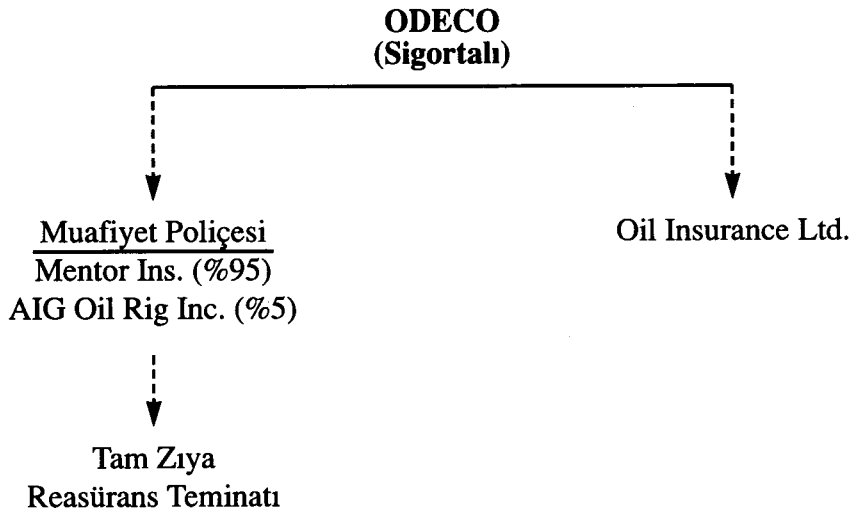 ODECO
(Sigortalı)
Muafiyet Poliçesi
Oil Insurance Ltd.
Mentor Ins. (%95)
AIG Oil Rig Inc. (%5)
Tam Zıya
Reasürans Teminatı